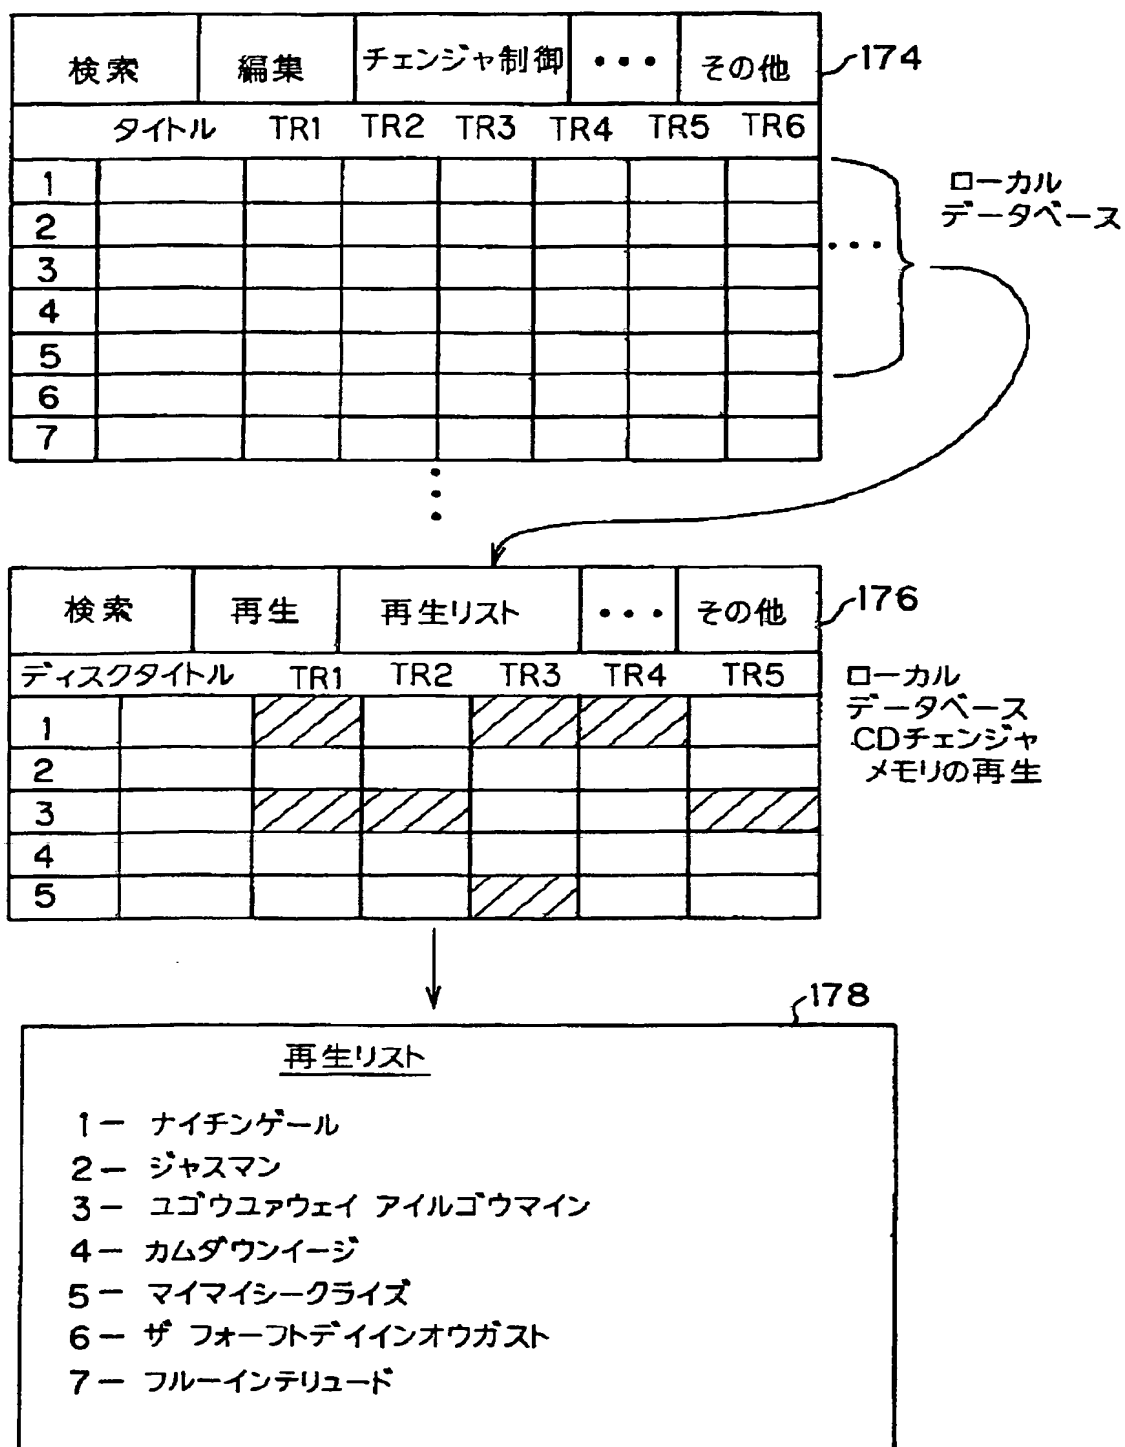 検索 編集 チェンジャ制御 ••• その他 174
タイトル TR1 TR2 TR3 TR4 TR5 TR6
1
2
3
4
5
6
7
ローカル
データベース
検索 再生 再生リスト ••• その他 176
ディスクタイトル TR1 TR2 TR3 TR4 TR5
1
2
3
4
5
ローカル
データベース
CDチェンジャ
メモリの再生
178
再生リスト
1ー ナイチンゲール
2ー ジャスマン
3ー ユゴウユァウェイ アイルゴウマイン
4ー カムダウンイージ
5ー マイマイシークライズ
6ー ザ フォーフトデイインオウガスト
7ー フルーインテリュード